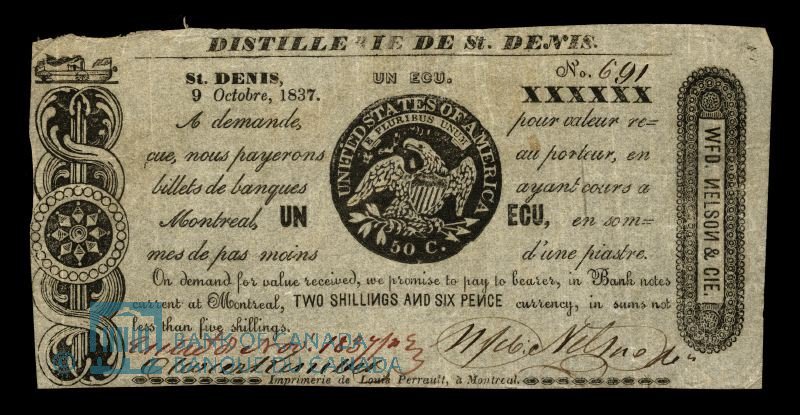 DISTILLERIE DE St. DENIS.
St. DENIS, UN ECU. No. 691
9 Octobre, 1837. XXXXXX
A demande, pour valeur re=
cue, nous payerons au porteur, en
billets de banques ayant cours a
Montreal, UN ECU, en som=
mes de pas moins d'une piastre.
UNITED STATES OF AMERICA
E PLURIBUS UNUM
50 C.
On demand for value received, we promise to pay to bearer, in Bank notes
current at Montreal, TWO SHILLINGS AND SIX PENCE currency, in sums not
less than five shillings.
1837
Wfd. Nelson
Imprimerie de Louis Perrault, à Montreal.
WFD. NELSON & CIE.
BANK OF CANADA
BANQUE DU CANADA